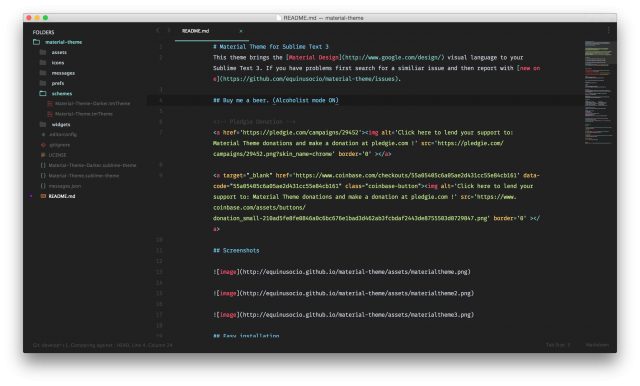 README.md — material-theme
FOLDERS
material-theme
assets
icons
messages
prefs
schemes
Material-Theme-Darker.tmTheme
Material-Theme.tmTheme
widgets
.editorconfig
.gitignore
LICENSE
Material-Theme-Darker.sublime-theme
Material-Theme.sublime-theme
messages.json
README.md
README.md
1 # Material Theme for Sublime Text 3
2 This theme brings the [Material Design](http://www.google.com/design/) visual language to your
Sublime Text 3. If you have problems first search for a similiar issue and then report with [new on
e](https://github.com/equinusocio/material-theme/issues).
3
4 ## Buy me a beer. {Alcoholist mode ON}
5
6 <!-- Pledgie Donation -->
7 <a href='https://pledgie.com/campaigns/29452'><img alt='Click here to lend your support to:
Material Theme donations and make a donation at pledgie.com !' src='https://pledgie.com/
campaigns/29452.png?skin_name=chrome' border='0' ></a>
8
9 <a target="_blank" href='https://www.coinbase.com/checkouts/55a05405c6a05ae2d431cc55e84cb161' data-
code="55a05405c6a05ae2d431cc55e84cb161" class="coinbase-button"><img alt='Click here to lend your
support to: Material Theme donations and make a donation at pledgie.com !' src='https://www.
coinbase.com/assets/buttons/
donation_small-210ad5fe8fe0846a0c6bc676e1bad3d462ab3fcbdaf2443de8755503d0729847.png' border='0' ></
a>
10
11 ## Screenshots
12
13 ![image](http://equinusocio.github.io/material-theme/assets/materialtheme.png)
14
15 ![image](http://equinusocio.github.io/material-theme/assets/materialtheme2.png)
16
17 ![image](http://equinusocio.github.io/material-theme/assets/materialtheme3.png)
18
19 ## Easy installation
Line 4, Column 24
Tab Size: 2
Markdown